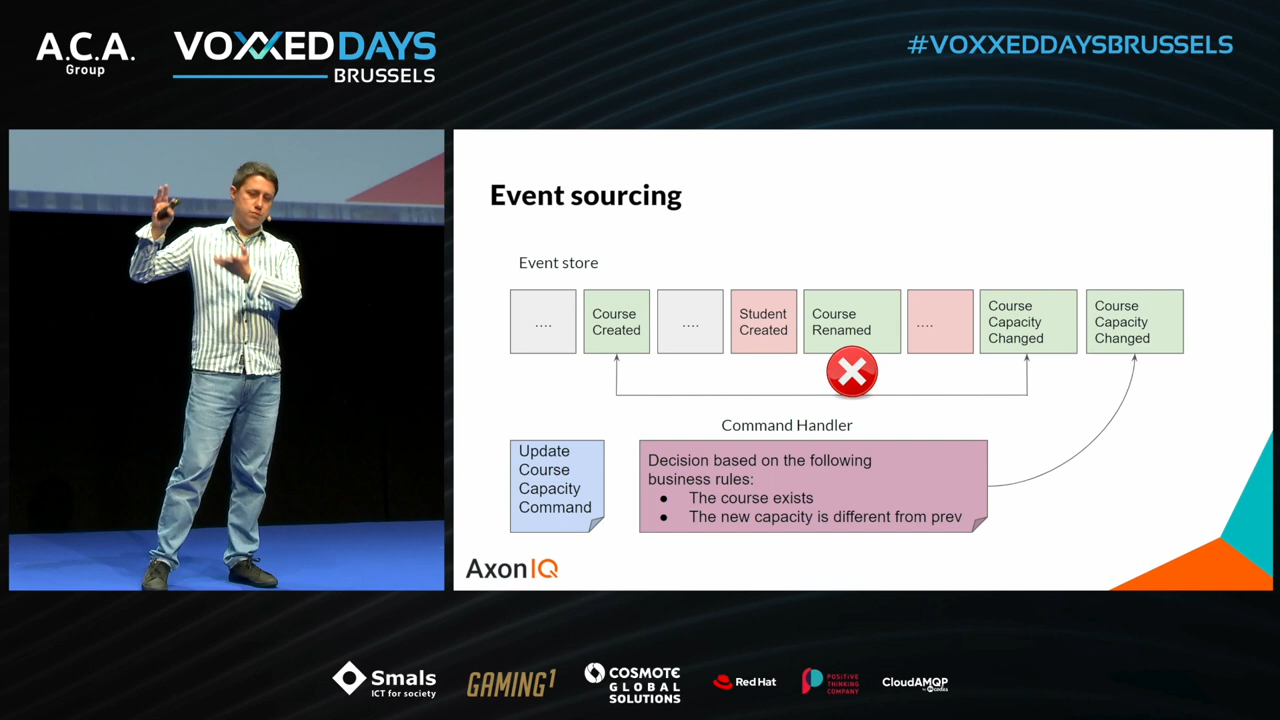 A.C.A.
Group
VOXXEDDAYS
BRUSSELS
#VOXXEDDAYSBRUSSELS
Event sourcing
Event store
....
Course
Created
....
Student
Created
Course
Renamed
....
Course
Capacity
Changed
Course
Capacity
Changed
Command Handler
Update
Course
Capacity
Command
Decision based on the following
business rules:
● The course exists
● The new capacity is different from prev
AxonIQ
Smals
ICT for society
GAMING1
COSMOTE
GLOBAL
SOLUTIONS
Red Hat
POSITIVE
THINKING
COMPANY
CloudAMQP